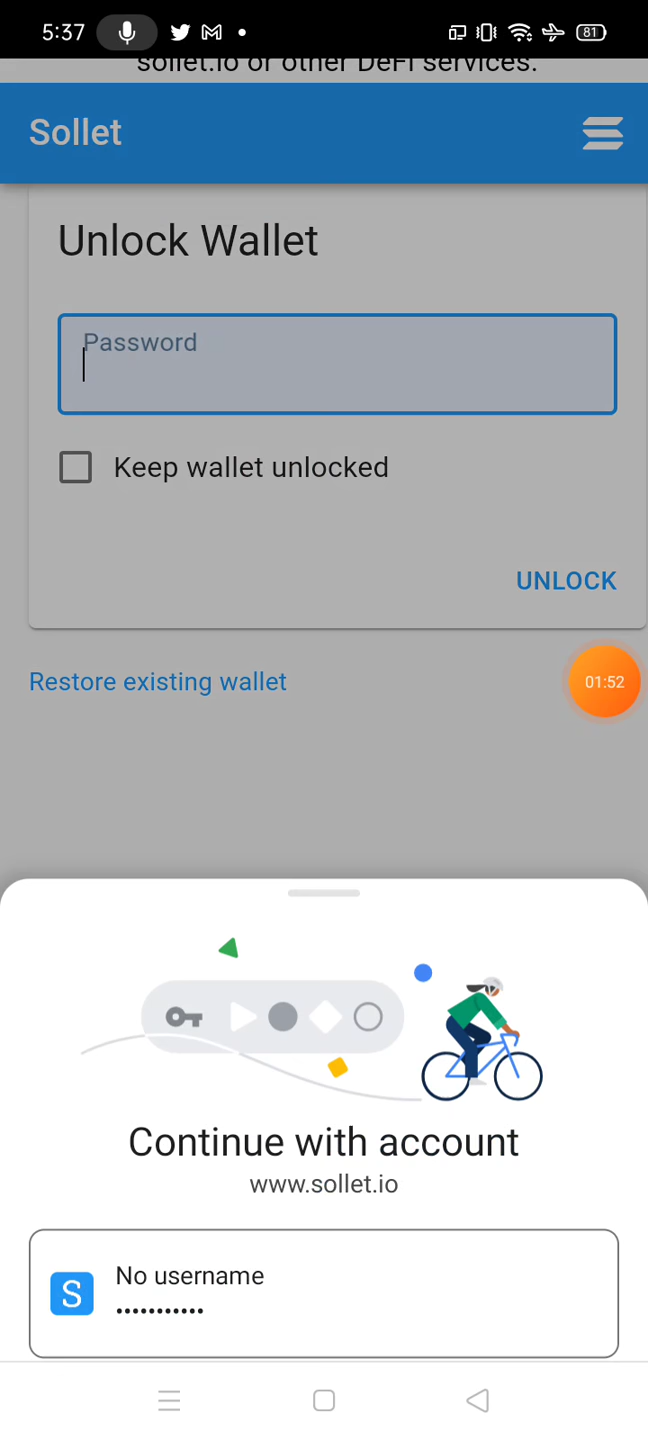 5:37
81
sollet.io or other DeFi services.
Sollet
Unlock Wallet
Password
Keep wallet unlocked
UNLOCK
Restore existing wallet
01:52
Continue with account
www.sollet.io
S
No username
•••••••••••